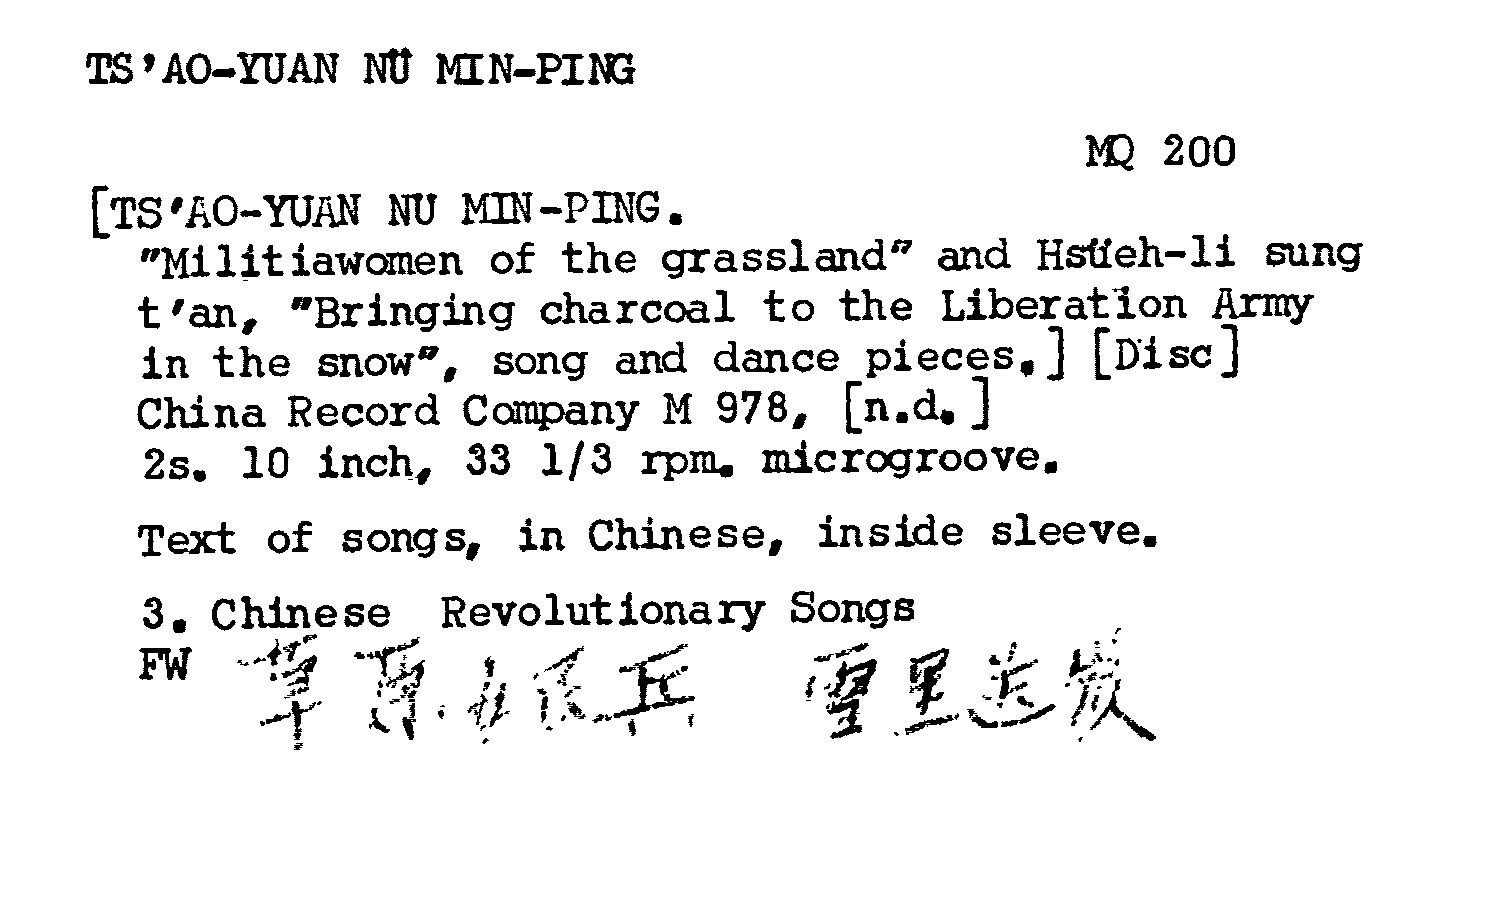 TS'AO-YUAN NÜ MIN-PING
MQ 200
[TS'AO-YUAN NU MIN-PING.
"Militiawomen of the grassland" and Hsüeh-li sung
t'an, "Bringing charcoal to the Liberation Army
in the snow", song and dance pieces.] [Disc]
China Record Company M 978, [n.d.]
2s. 10 inch, 33 1/3 rpm. microgroove.
Text of songs, in Chinese, inside sleeve.
3. Chinese Revolutionary Songs
FW 草原女民兵 雪里送炭